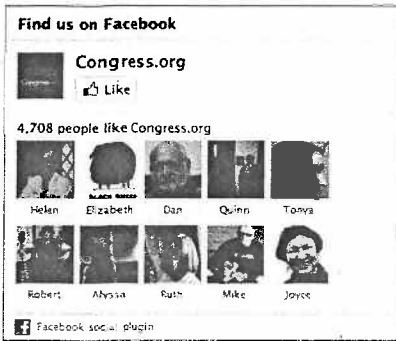 Find us on Facebook
Congress.org
Like
4,708 people like Congress.org
Helen Elizabeth Dan Quinn Tonya
Robert Alyssa Ruth Mike Joyce
Facebook social plugin